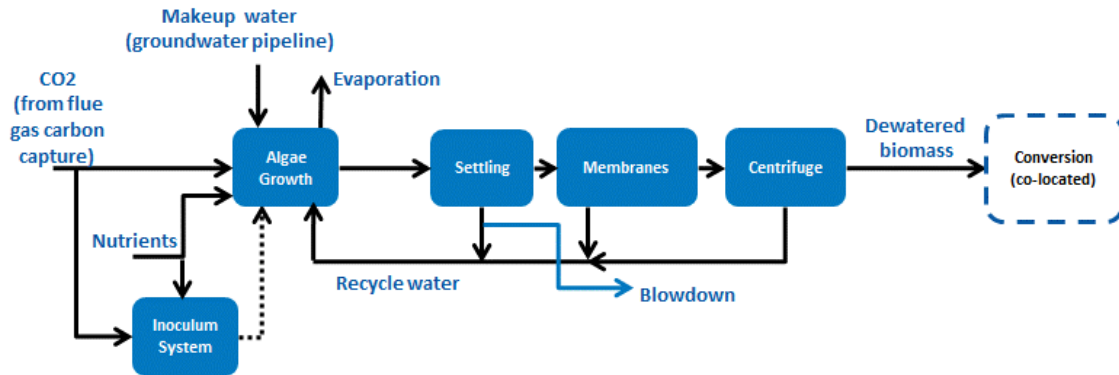 Makeup water
(groundwater pipeline)
CO2
(from flue
gas carbon
capture)
Evaporation
Algae
Growth
Settling
Membranes
Centrifuge
Dewatered
biomass
Conversion
(co-located)
Nutrients
Recycle water
Blowdown
Inoculum
System